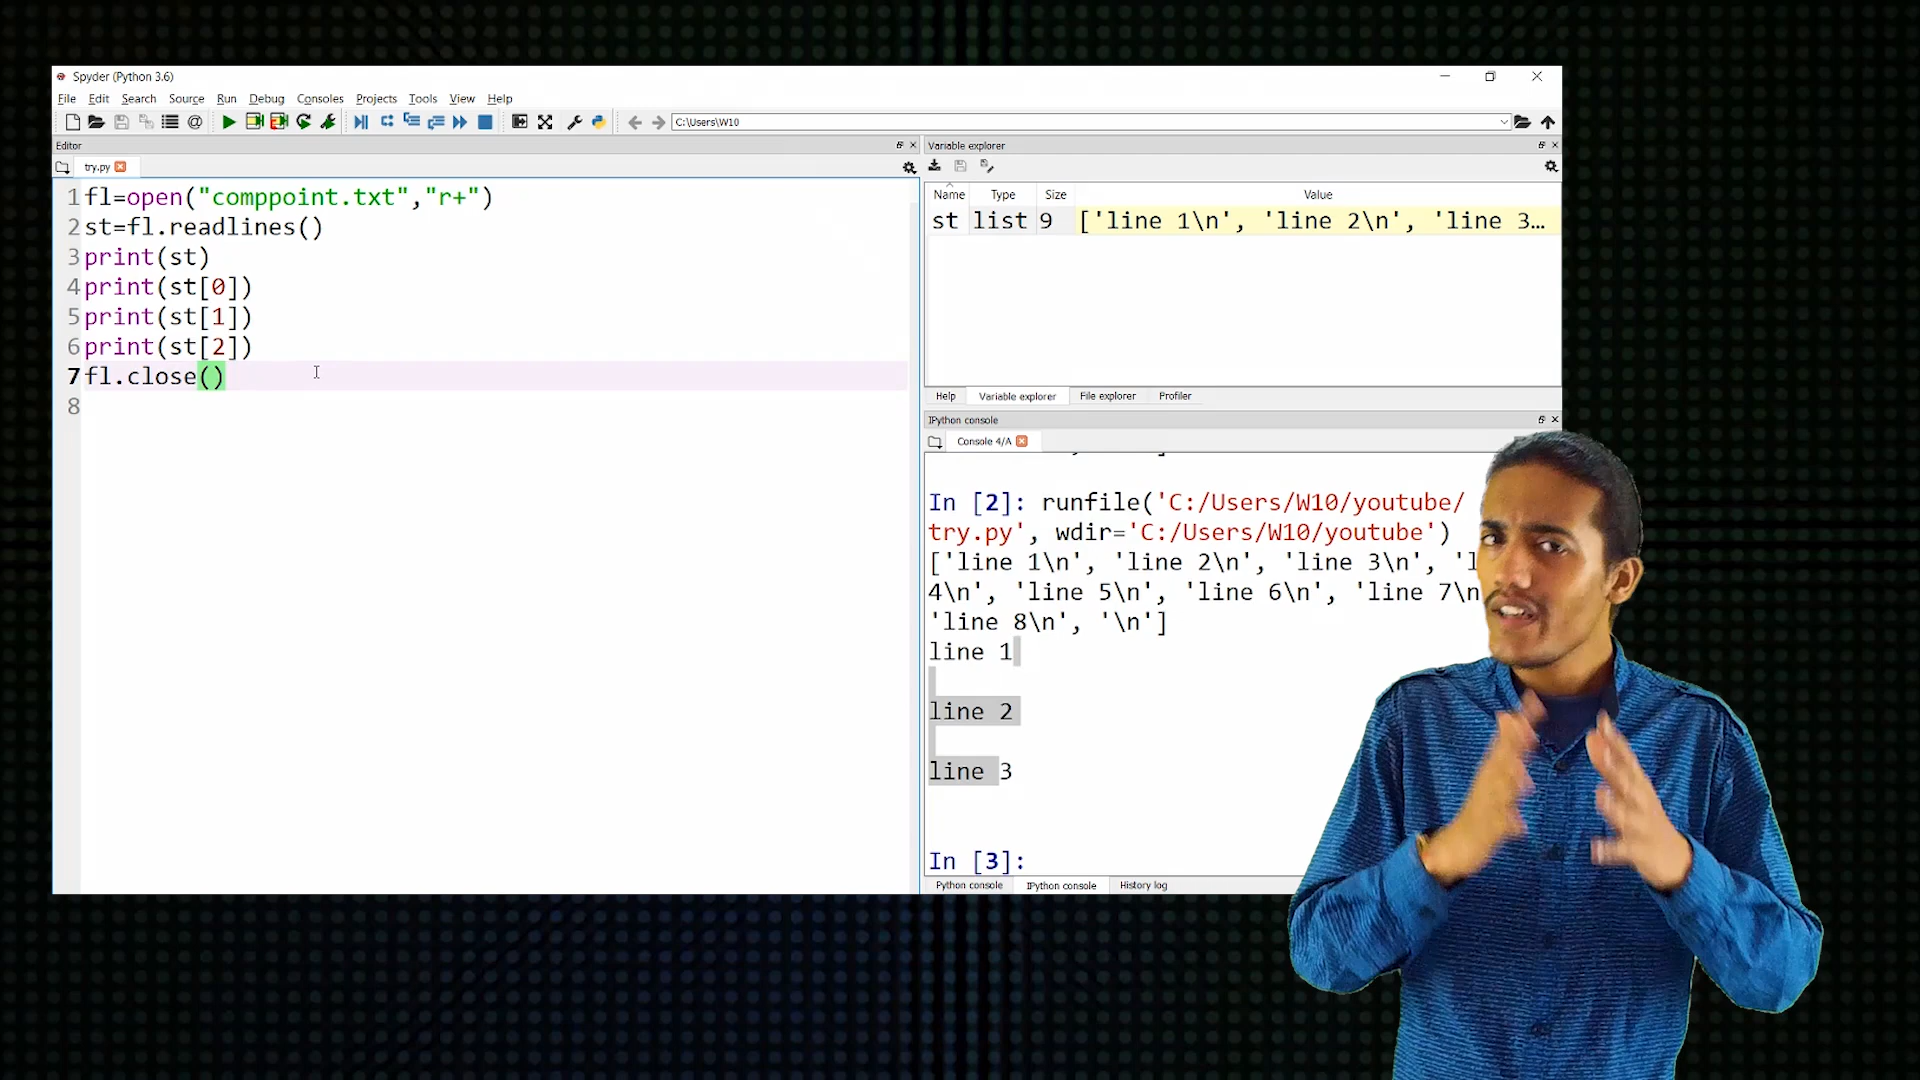 Spyder (Python 3.6)
File Edit Search Source Run Debug Consoles Projects Tools View Help
C:\Users\W10
Editor
try.py
1 fl=open("comppoint.txt","r+")
2 st=fl.readlines()
3 print(st)
4 print(st[0])
5 print(st[1])
6 print(st[2])
7 fl.close()
8
Variable explorer
Name Type Size Value
st list 9 ['line 1\n', 'line 2\n', 'line 3...
Help Variable explorer File explorer Profiler
IPython console
Console 4/A
In [2]: runfile('C:/Users/W10/youtube/
try.py', wdir='C:/Users/W10/youtube')
['line 1\n', 'line 2\n', 'line 3\n', 'l
4\n', 'line 5\n', 'line 6\n', 'line 7\n
'line 8\n', '\n']
line 1
line 2
line 3
In [3]:
Python console IPython console History log